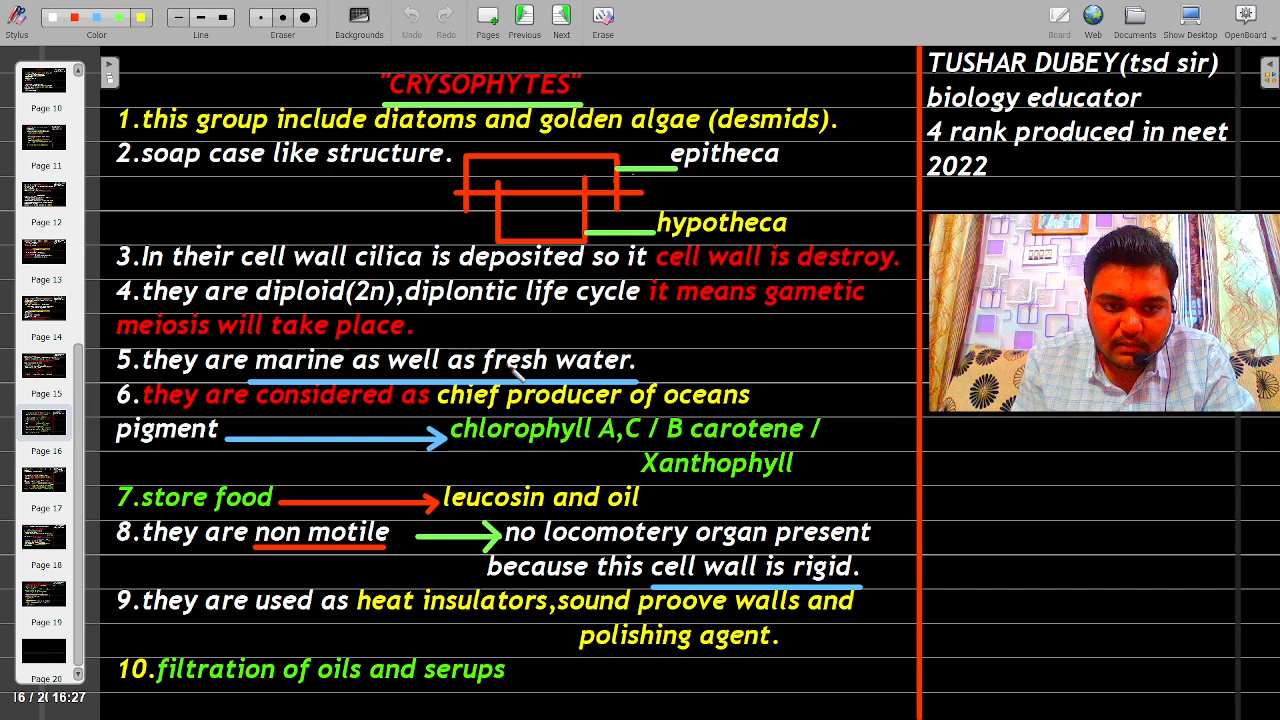 Stylus
Color
Line
Eraser
Backgrounds
Undo
Redo
Pages
Previous
Next
Erase
Board
Web
Documents
Show Desktop
OpenBoard
Page 10
Page 11
Page 12
Page 13
Page 14
Page 15
Page 16
Page 17
Page 18
Page 19
Page 20
16:27
"CRYSOPHYTES"
1.this group include diatoms and golden algae (desmids).
2.soap case like structure.
epitheca
hypotheca
3.In their cell wall cilica is deposited so it cell wall is destroy.
4.they are diploid(2n),diplontic life cycle it means gametic
meiosis will take place.
5.they are marine as well as fresh water.
6.they are considered as chief producer of oceans
pigment chlorophyll A,C / B carotene /
Xanthophyll
7.store food leucosin and oil
8.they are non motile no locomotery organ present
because this cell wall is rigid.
9.they are used as heat insulators,sound proove walls and
polishing agent.
10.filtration of oils and serups
TUSHAR DUBEY(tsd sir)
biology educator
4 rank produced in neet
2022